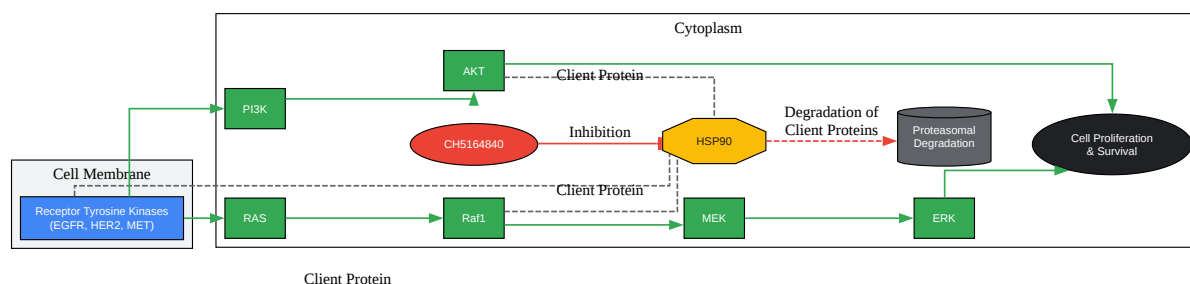 Cytoplasm
AKT
Client Protein
PI3K
Degradation of
Client Proteins
Inhibition
CH5164840
HSP90
Proteasomal
Degradation
Cell Proliferation
& Survival
Cell Membrane
Client Protein
Receptor Tyrosine Kinases
(EGFR, HER2, MET)
RAS
Raf1
MEK
ERK
Client Protein